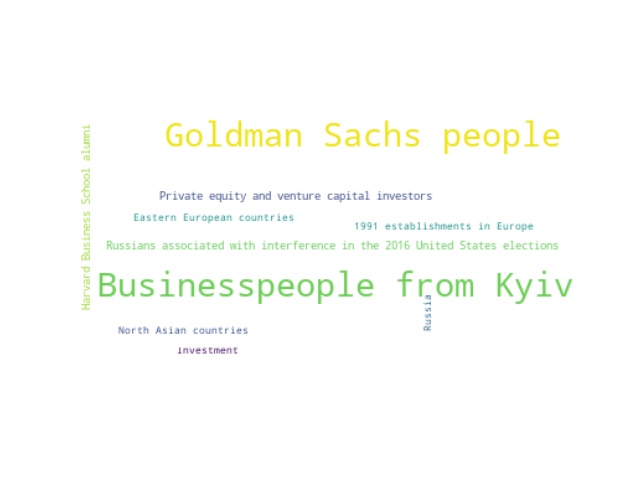 Goldman Sachs people
Harvard Business School alumni
Private equity and venture capital investors
Eastern European countries
1991 establishments in Europe
Russians associated with interference in the 2016 United States elections
Businesspeople from Kyiv
Russia
North Asian countries
investment